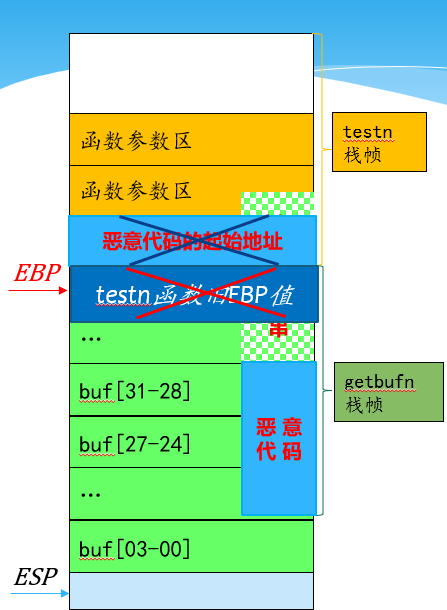 函数参数区
testn
栈帧
函数参数区
恶意代码的起始地址
EBP
testn函数旧EBP值
…
串
getbufn
栈帧
buf[31-28]
恶 意
代 码
buf[27-24]
…
buf[03-00]
ESP